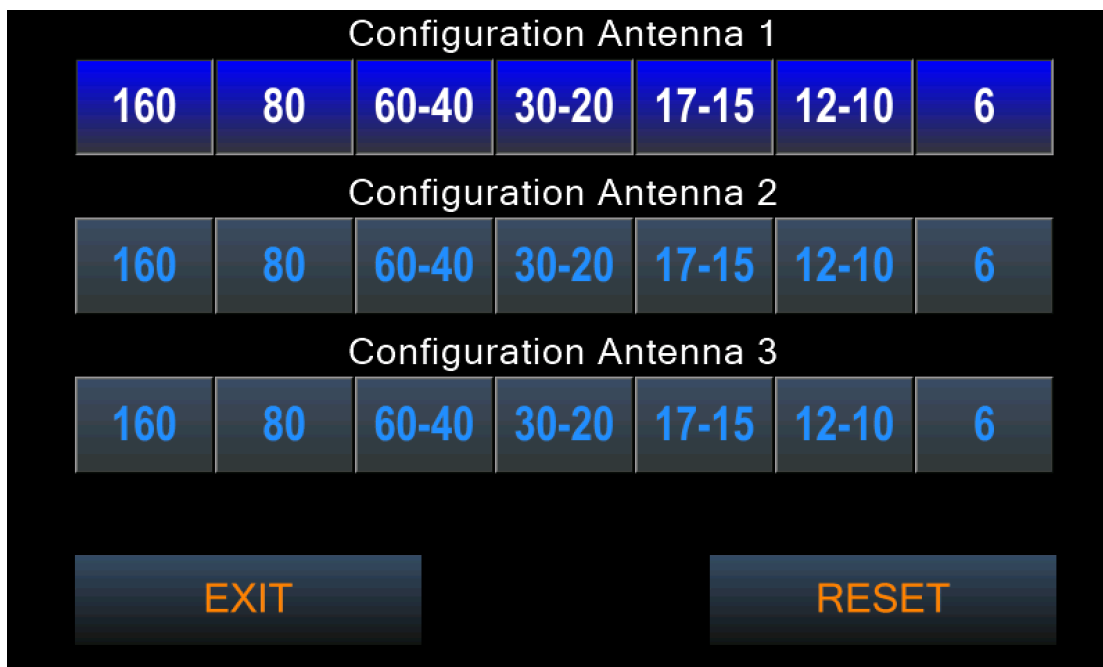 Configuration Antenna 1
160 80 60-40 30-20 17-15 12-10 6
Configuration Antenna 2
160 80 60-40 30-20 17-15 12-10 6
Configuration Antenna 3
160 80 60-40 30-20 17-15 12-10 6
EXIT RESET